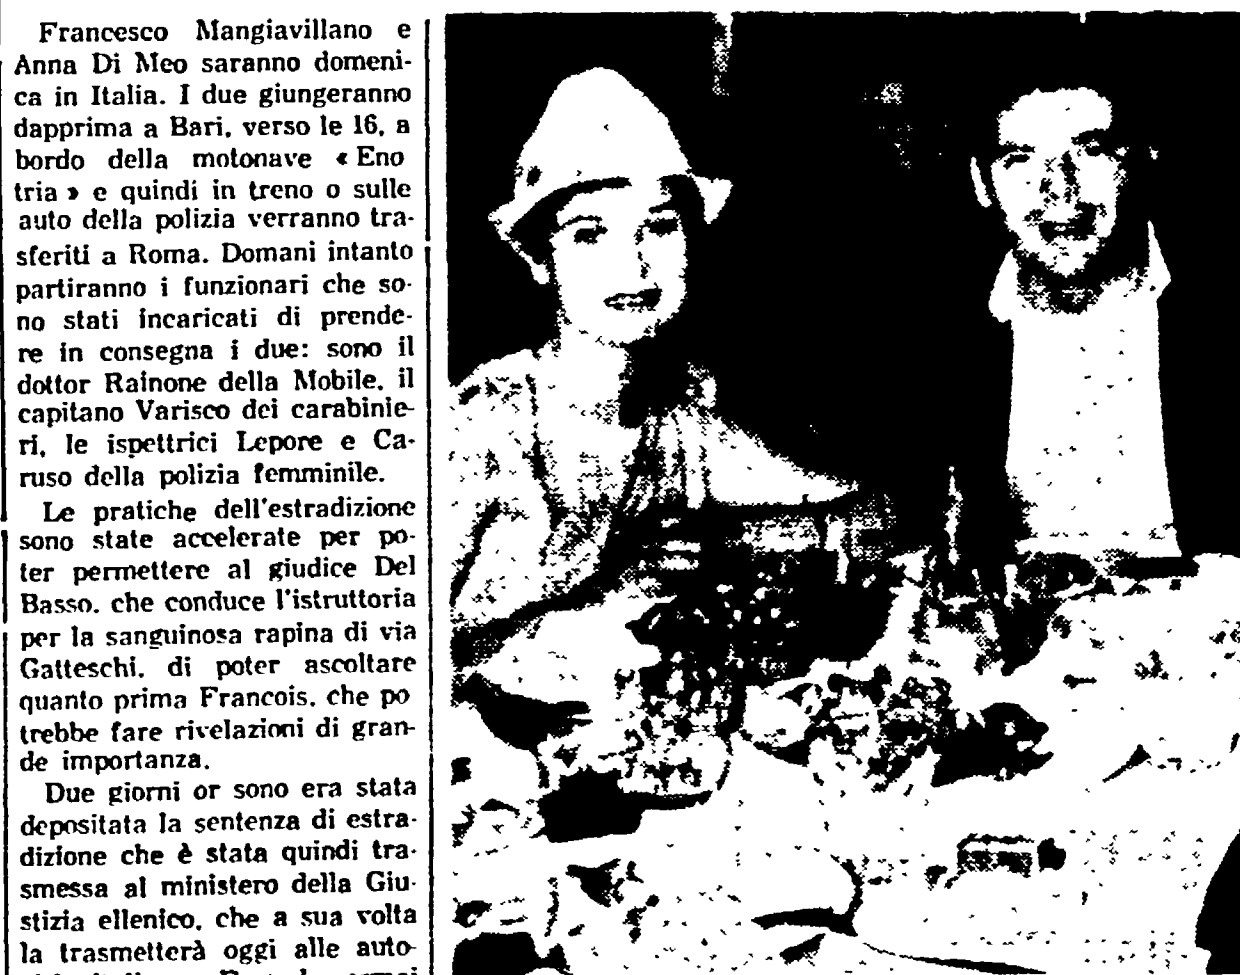 Francesco Mangiavillano e
Anna Di Meo saranno domeni-
ca in Italia. I due giungeranno
dapprima a Bari, verso le 16, a
bordo della motonave « Eno
tria » e quindi in treno o sulle
auto della polizia verranno tra-
sferiti a Roma. Domani intanto
partiranno i funzionari che so-
no stati incaricati di prende-
re in consegna i due: sono il
dottor Rainone della Mobile, il
capitano Varisco dei carabinie-
ri, le ispettrici Lepore e Ca-
ruso della polizia femminile.
Le pratiche dell'estradizione
sono state accelerate per po-
ter permettere al giudice Del
Basso, che conduce l'istruttoria
per la sanguinosa rapina di via
Gatteschi, di poter ascoltare
quanto prima Francois, che po
trebbe fare rivelazioni di gran-
de importanza.
Due giorni or sono era stata
depositata la sentenza di estra-
dizione che è stata quindi tra-
smessa al ministero della Giu-
stizia ellenico, che a sua volta
la trasmetterà oggi alle auto-